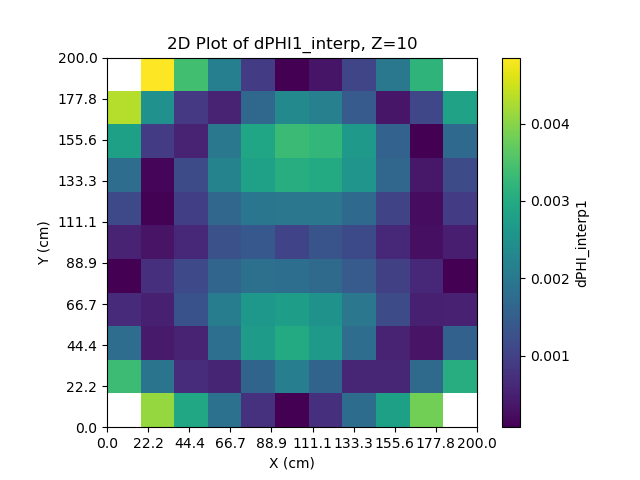 2D Plot of dPHI1_interp, Z=10
200.0
177.8
155.6
133.3
111.1
88.9
66.7
44.4
22.2
0.0
Y (cm)
0.0 22.2 44.4 66.7 88.9 111.1 133.3 155.6 177.8 200.0
X (cm)
0.004
0.003
0.002
0.001
dPHI_interp1